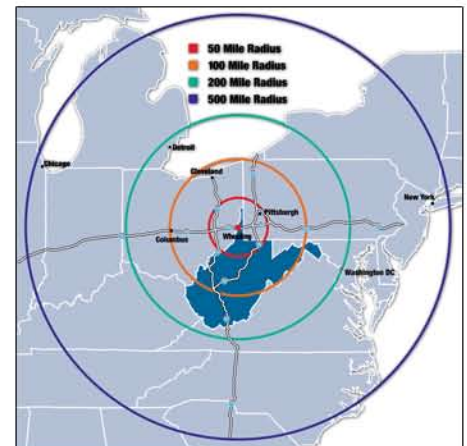 50 Mile Radius
100 Mile Radius
200 Mile Radius
500 Mile Radius
Detroit
Chicago
Cleveland
New York
Pittsburgh
Wheeling
Columbus
Washington DC